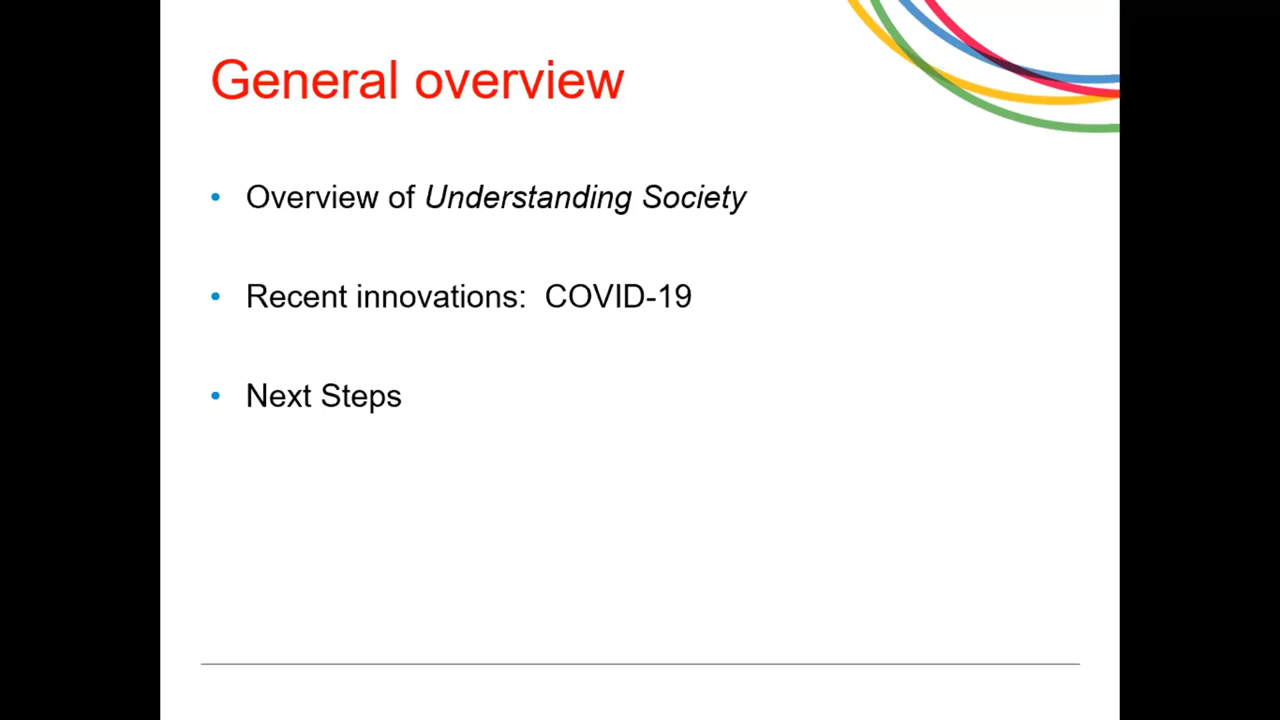 General overview
• Overview of Understanding Society
• Recent innovations:  COVID-19
• Next Steps